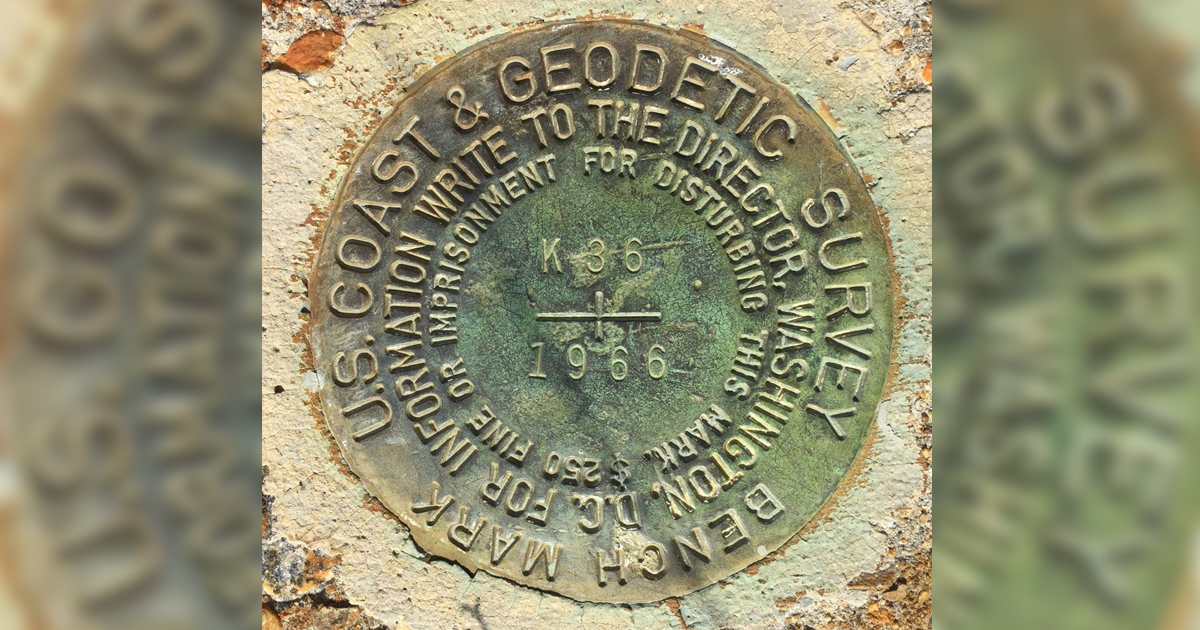 U.S. COAST & GEODETIC SURVEY
BENCH MARK
FOR INFORMATION WRITE TO THE DIRECTOR, WASHINGTON, D.C.
$250 FINE OR IMPRISONMENT FOR DISTURBING THIS MARK.
K 36
1966